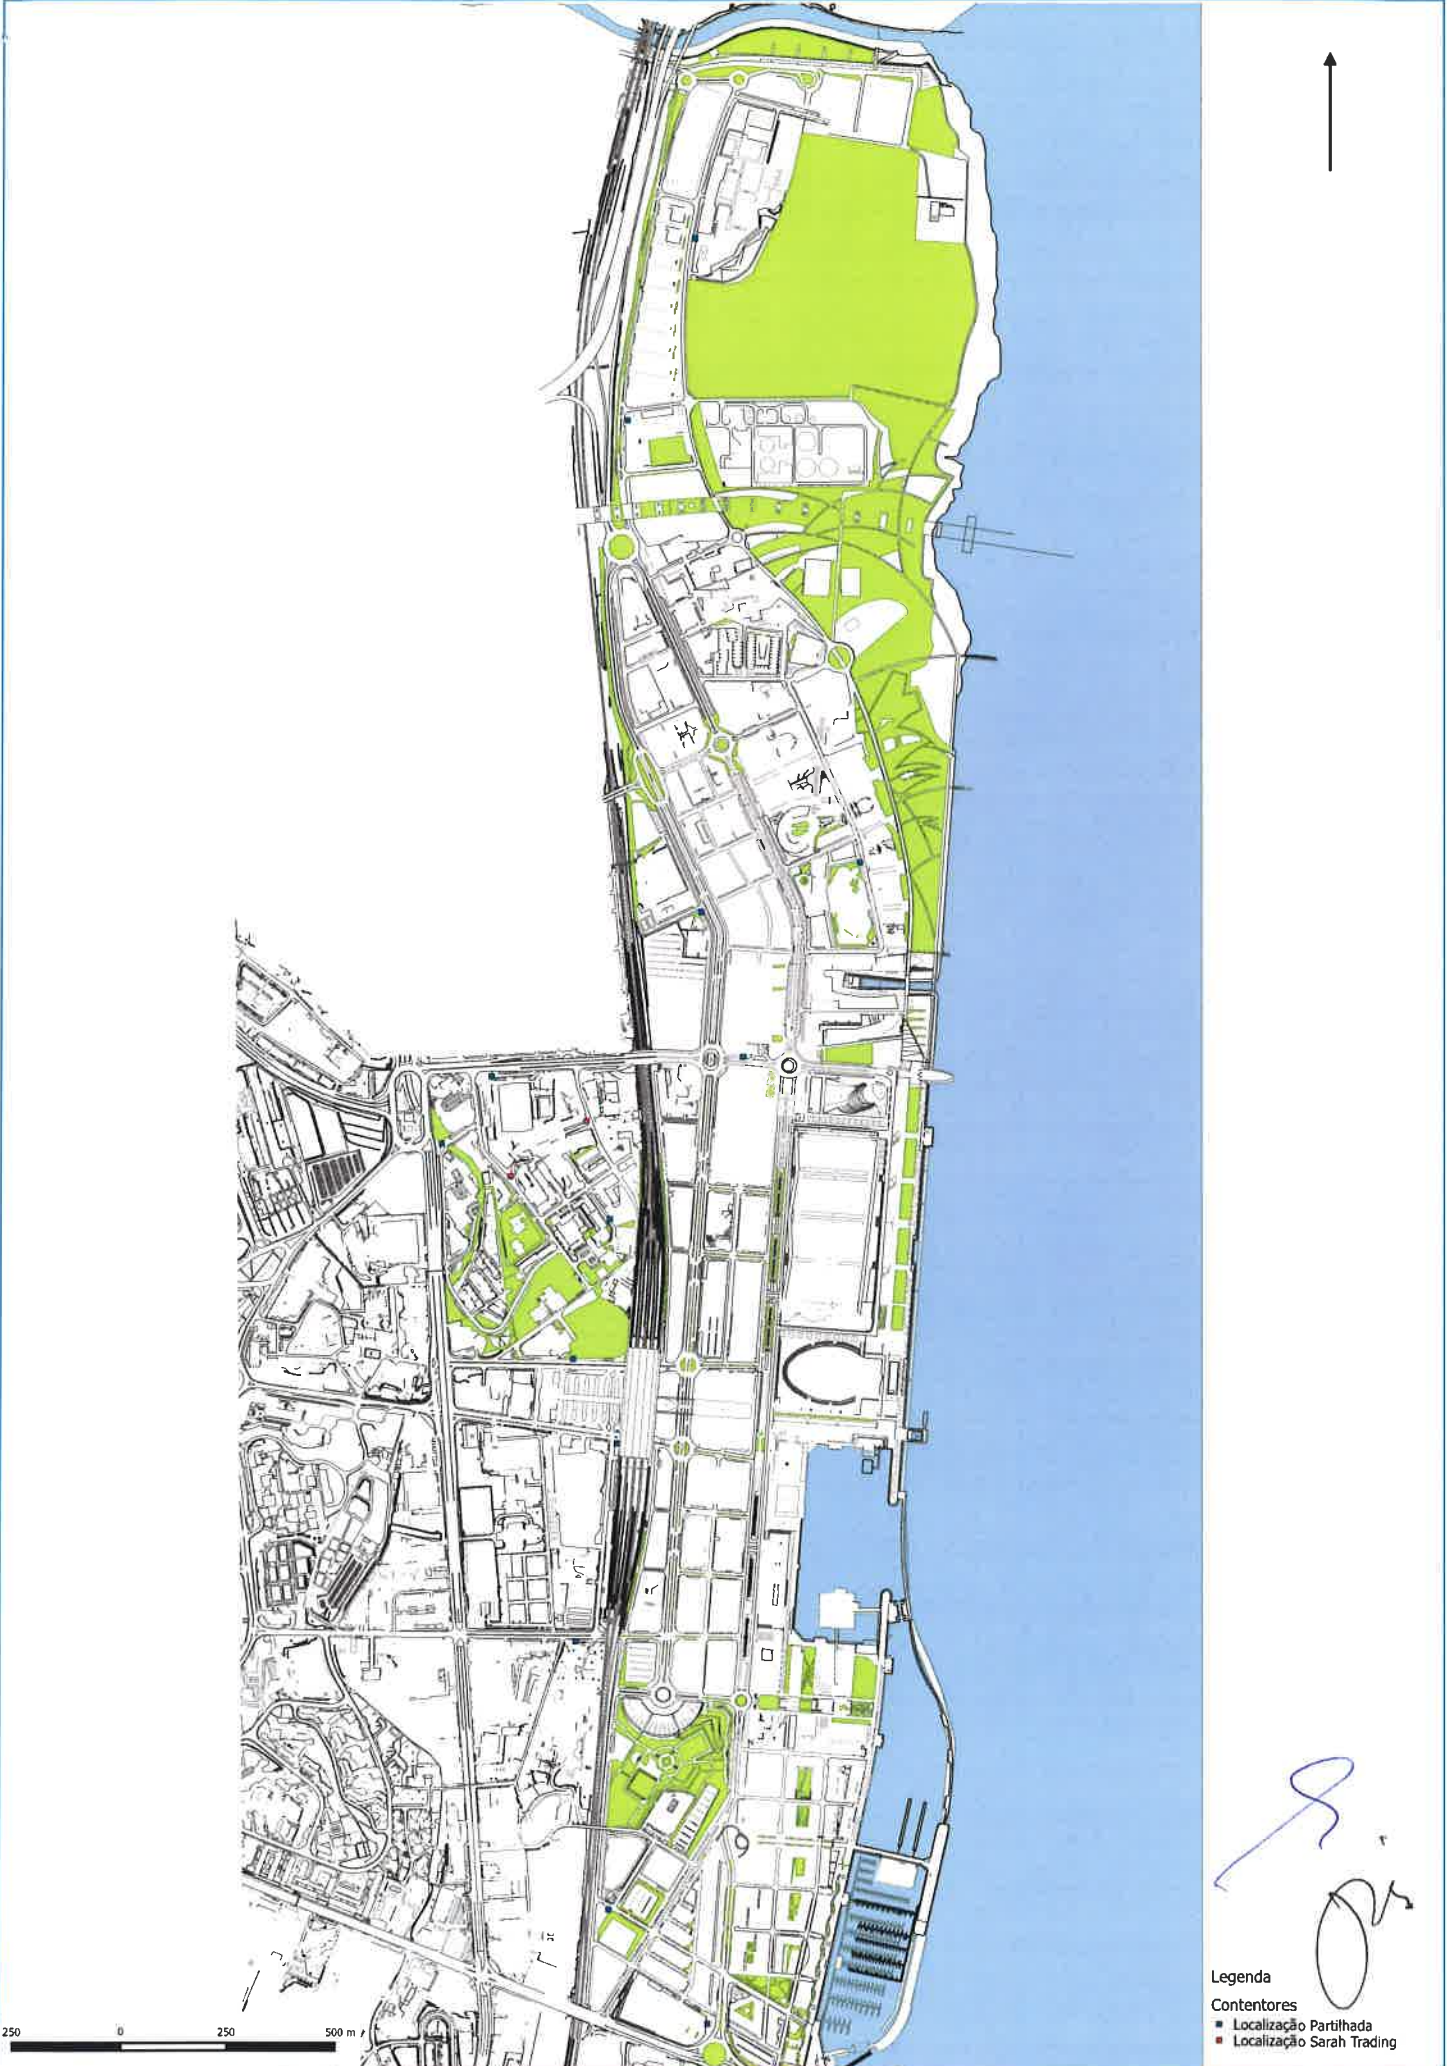 Legenda
Contentores
Localização Partilhada
Localização Sarah Trading
250 0 250 500 m